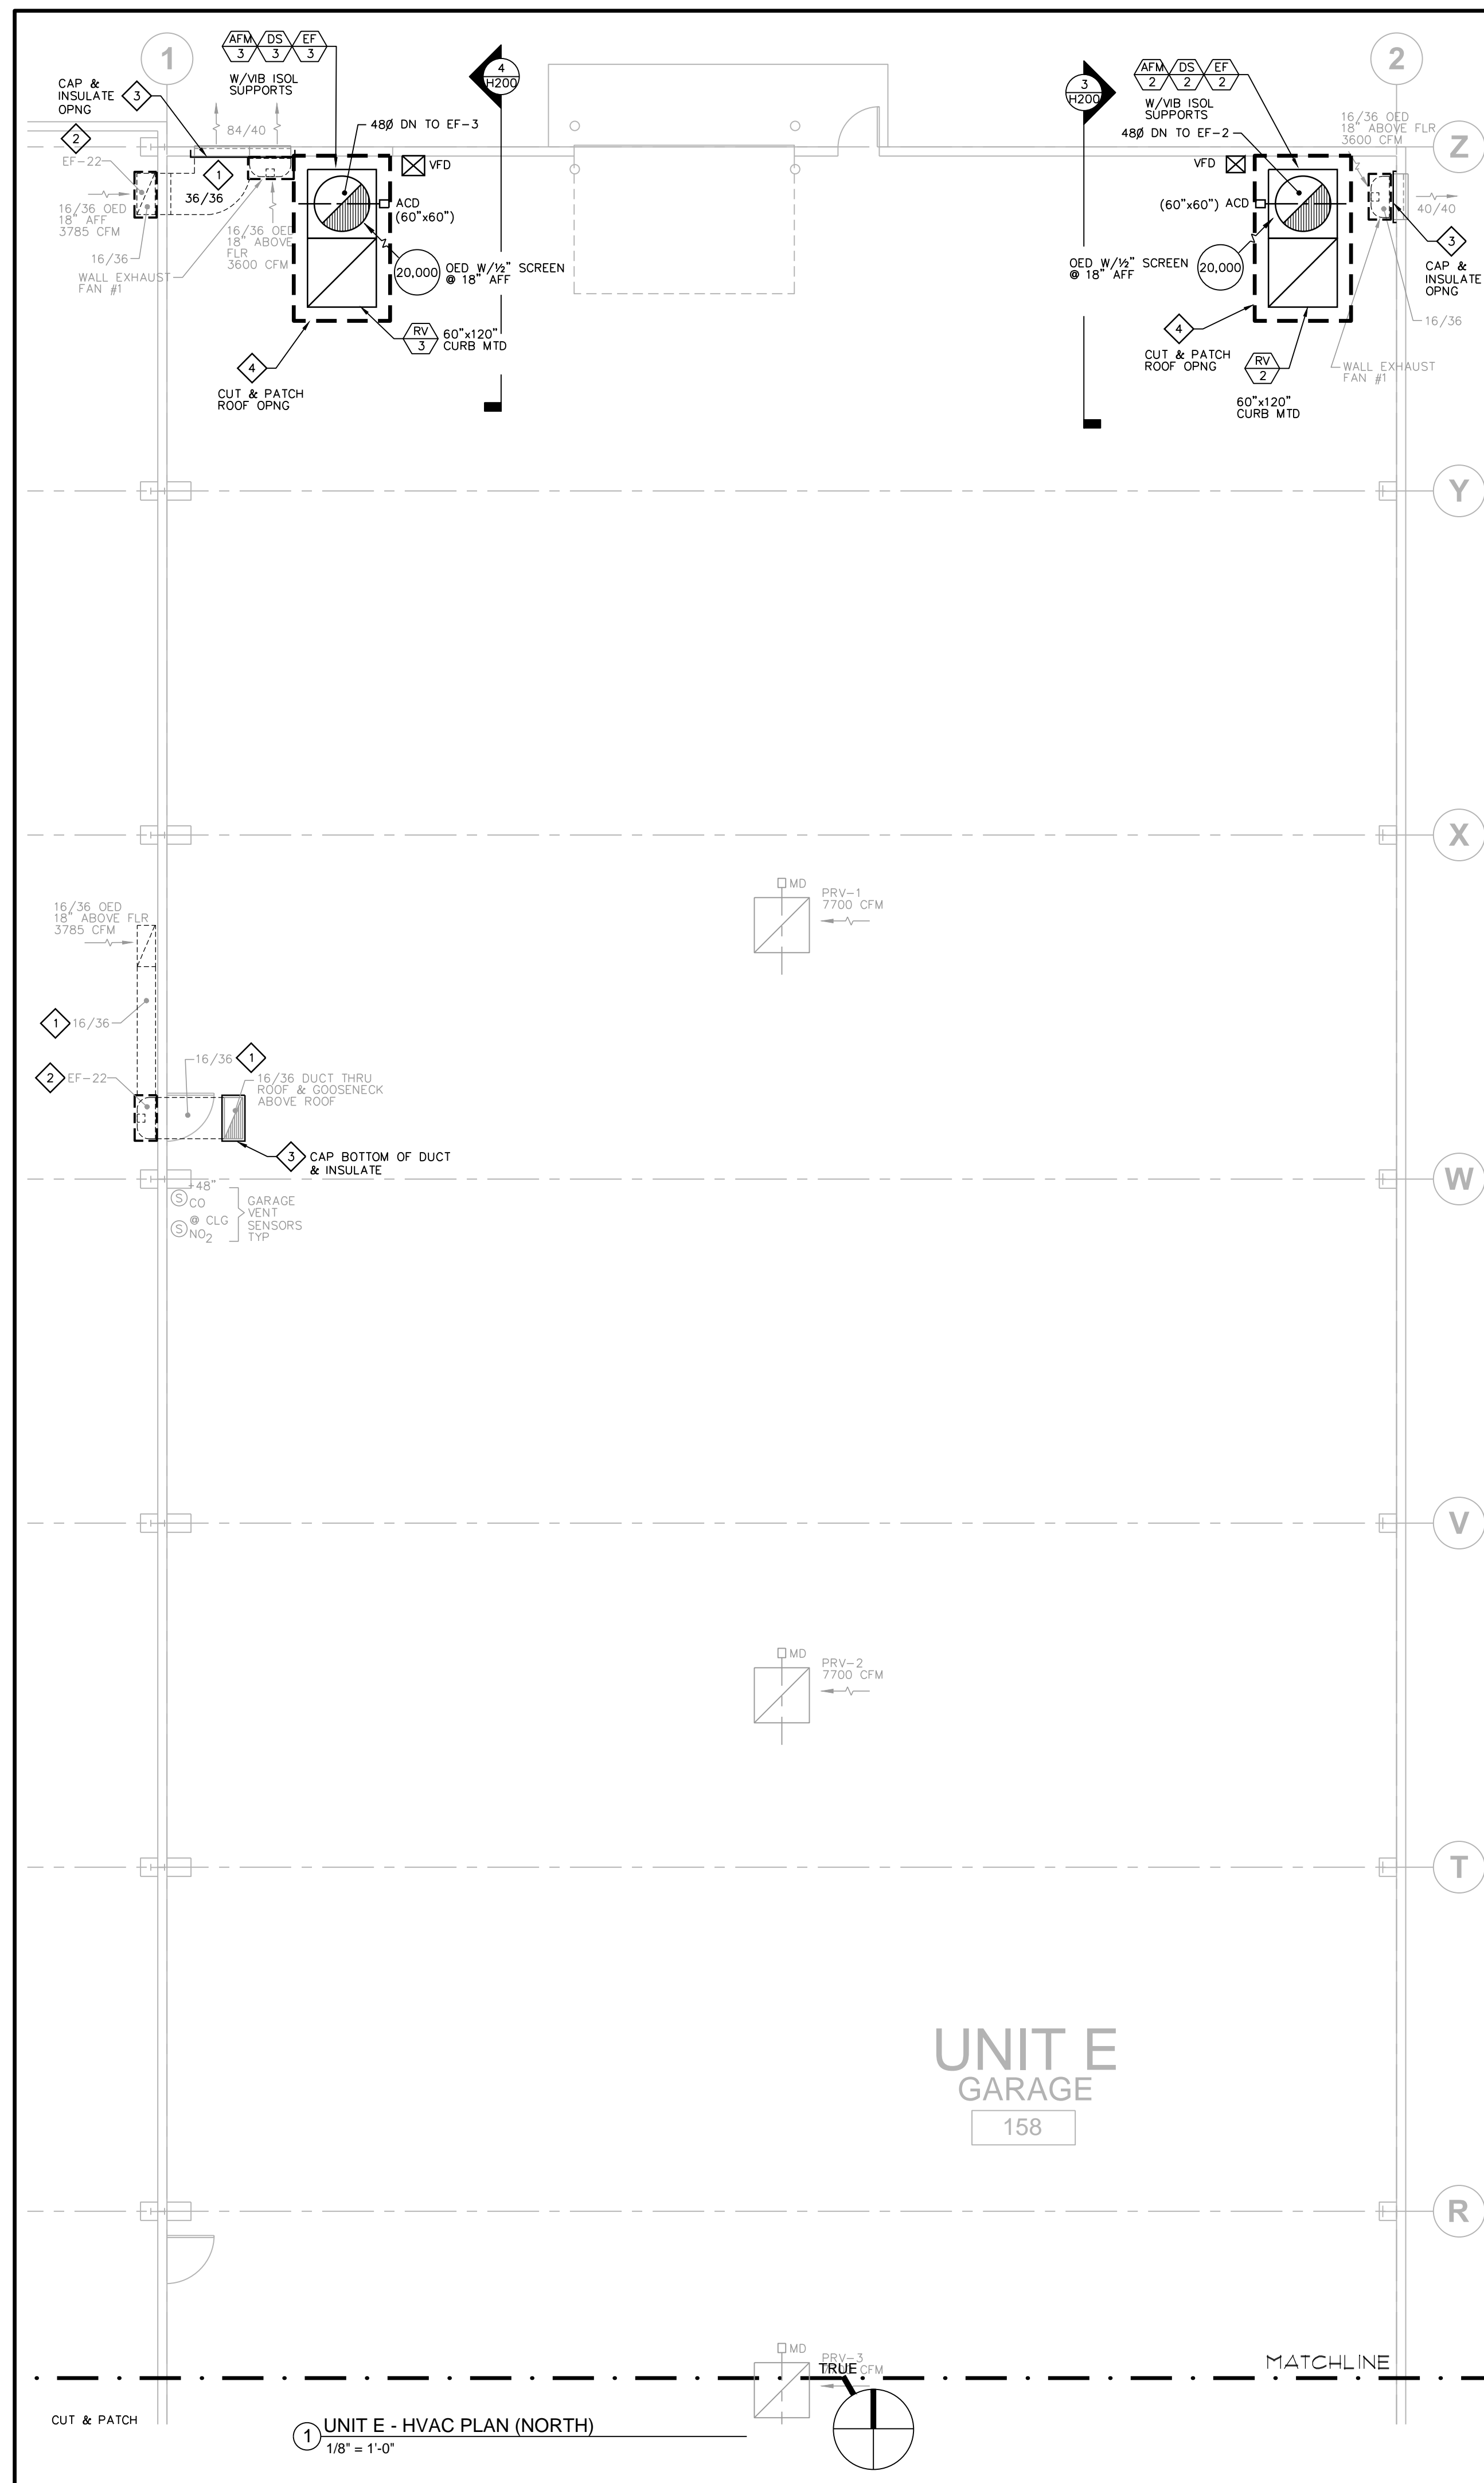 1
AFM
3
DS
3
EF
3
W/VIB ISOL
SUPPORTS
CAP &
INSULATE
OPNG
3
2
EF-22
84/40
1
36/36
16/36 OED
18" AFF
3785 CFM
16/36
WALL EXHAUST
FAN #1
16/36 OED
18" ABOVE
FLR
3600 CFM
4
H200
48Ø DN TO EF-3
VFD
ACD
(60"x60")
20,000
OED W/½" SCREEN
@ 18" AFF
RV
3
60"x120"
CURB MTD
4
CUT & PATCH
ROOF OPNG
3
H200
AFM
2
DS
2
EF
2
W/VIB ISOL
SUPPORTS
48Ø DN TO EF-2
VFD
(60"x60") ACD
OED W/½" SCREEN
@ 18" AFF
20,000
4
CUT & PATCH
ROOF OPNG
RV
2
60"x120"
CURB MTD
2
16/36 OED
18" ABOVE FLR
3600 CFM
40/40
3
CAP &
INSULATE
OPNG
16/36
WALL EXHAUST
FAN #1
Z
Y
X
MD
PRV-1
7700 CFM
16/36 OED
18" ABOVE FLR
3785 CFM
1
16/36
2
EF-22
16/36
1
16/36 DUCT THRU
ROOF & GOOSENECK
ABOVE ROOF
3
CAP BOTTOM OF DUCT
& INSULATE
W
S
48"
CO
S
@ CLG
NO2
GARAGE
VENT
SENSORS
TYP
V
MD
PRV-2
7700 CFM
T
UNIT E
GARAGE
158
R
MD
PRV-3
CFM
TRUE
MATCHLINE
CUT & PATCH
1
UNIT E - HVAC PLAN (NORTH)
1/8" = 1'-0"